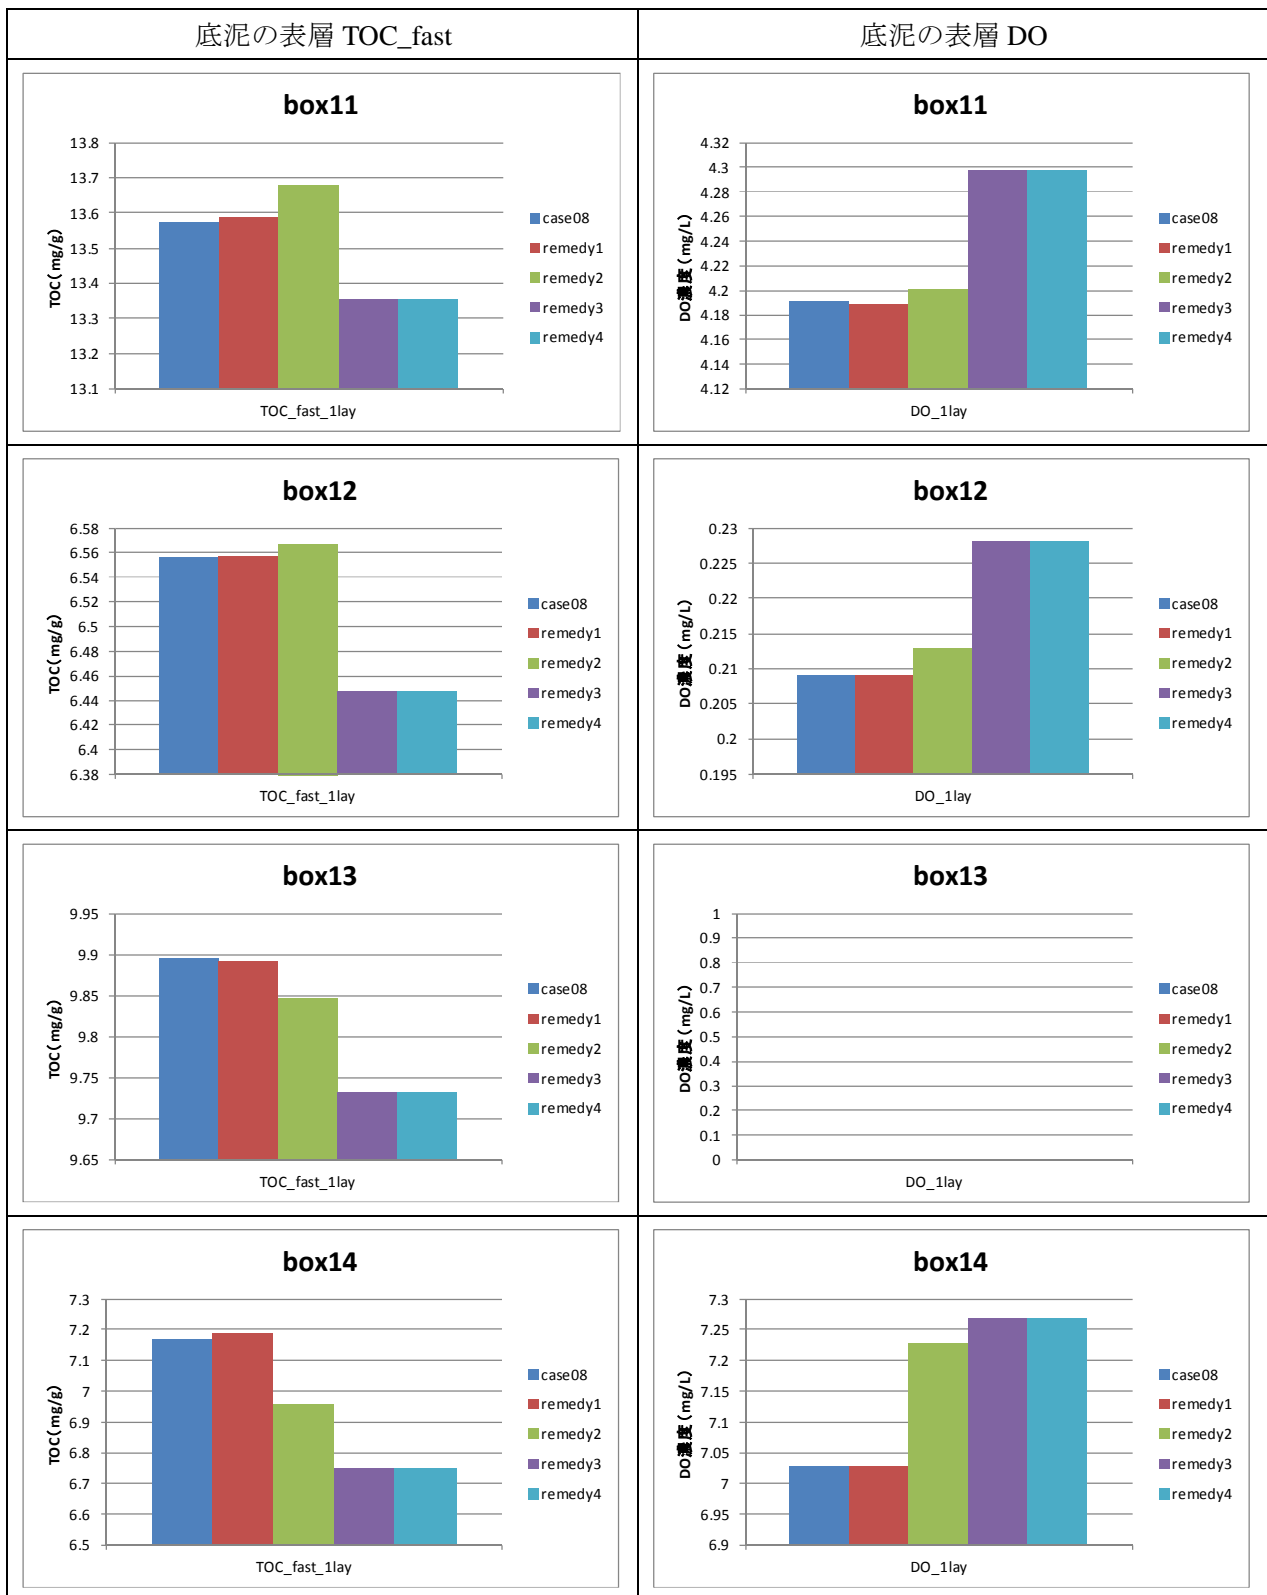 底泥の表層 TOC_fast
底泥の表層 DO
box11
13.8
13.7
13.6
13.5
13.4
13.3
13.2
13.1
TOC(mg/g)
TOC_fast_1lay
case08
remedy1
remedy2
remedy3
remedy4
box11
4.32
4.3
4.28
4.26
4.24
4.22
4.2
4.18
4.16
4.14
4.12
DO濃度(mg/L)
DO_1lay
case08
remedy1
remedy2
remedy3
remedy4
box12
6.58
6.56
6.54
6.52
6.5
6.48
6.46
6.44
6.42
6.4
6.38
TOC(mg/g)
TOC_fast_1lay
case08
remedy1
remedy2
remedy3
remedy4
box12
0.23
0.225
0.22
0.215
0.21
0.205
0.2
0.195
DO濃度(mg/L)
DO_1lay
case08
remedy1
remedy2
remedy3
remedy4
box13
9.95
9.9
9.85
9.8
9.75
9.7
9.65
TOC(mg/g)
TOC_fast_1lay
case08
remedy1
remedy2
remedy3
remedy4
box13
1
0.9
0.8
0.7
0.6
0.5
0.4
0.3
0.2
0.1
0
DO濃度(mg/L)
DO_1lay
case08
remedy1
remedy2
remedy3
remedy4
box14
7.3
7.2
7.1
7
6.9
6.8
6.7
6.6
6.5
TOC(mg/g)
TOC_fast_1lay
case08
remedy1
remedy2
remedy3
remedy4
box14
7.3
7.25
7.2
7.15
7.1
7.05
7
6.95
6.9
DO濃度(mg/L)
DO_1lay
case08
remedy1
remedy2
remedy3
remedy4